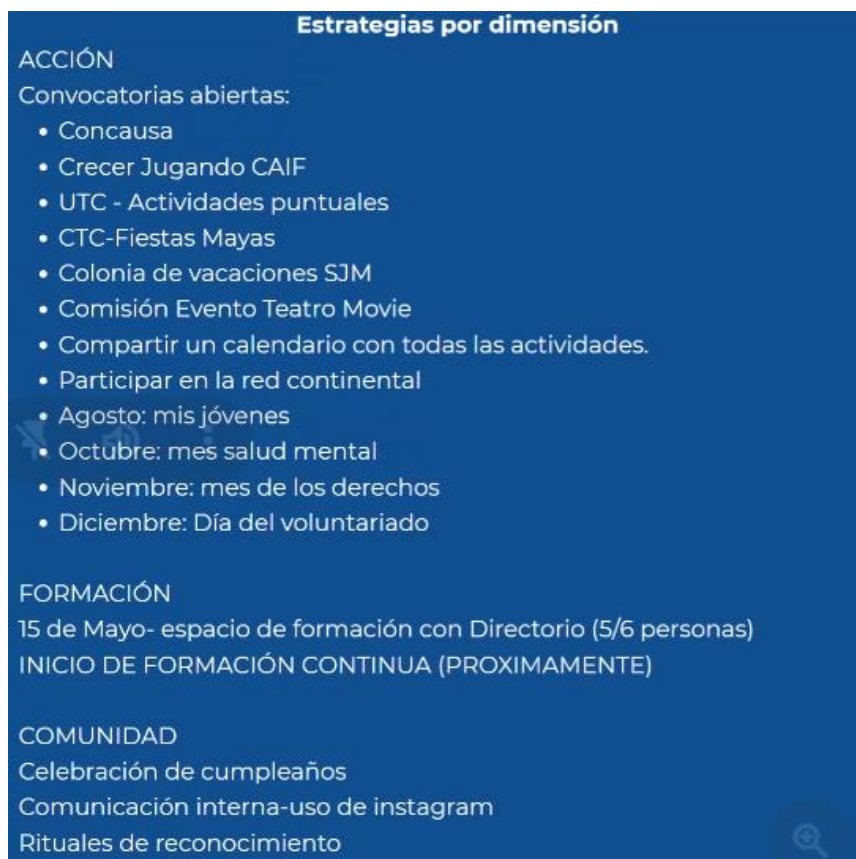 Estrategias por dimensión
ACCIÓN
Convocatorias abiertas:
• Concausa
• Crecer Jugando CAIF
• UTC - Actividades puntuales
• CTC-Fiestas Mayas
• Colonia de vacaciones SJM
• Comisión Evento Teatro Movie
• Compartir un calendario con todas las actividades.
• Participar en la red continental
• Agosto: mis jóvenes
• Octubre: mes salud mental
• Noviembre: mes de los derechos
• Diciembre: Día del voluntariado
FORMACIÓN
15 de Mayo- espacio de formación con Directorio (5/6 personas)
INICIO DE FORMACIÓN CONTINUA (PROXIMAMENTE)
COMUNIDAD
Celebración de cumpleaños
Comunicación interna-uso de instagram
Rituales de reconocimiento